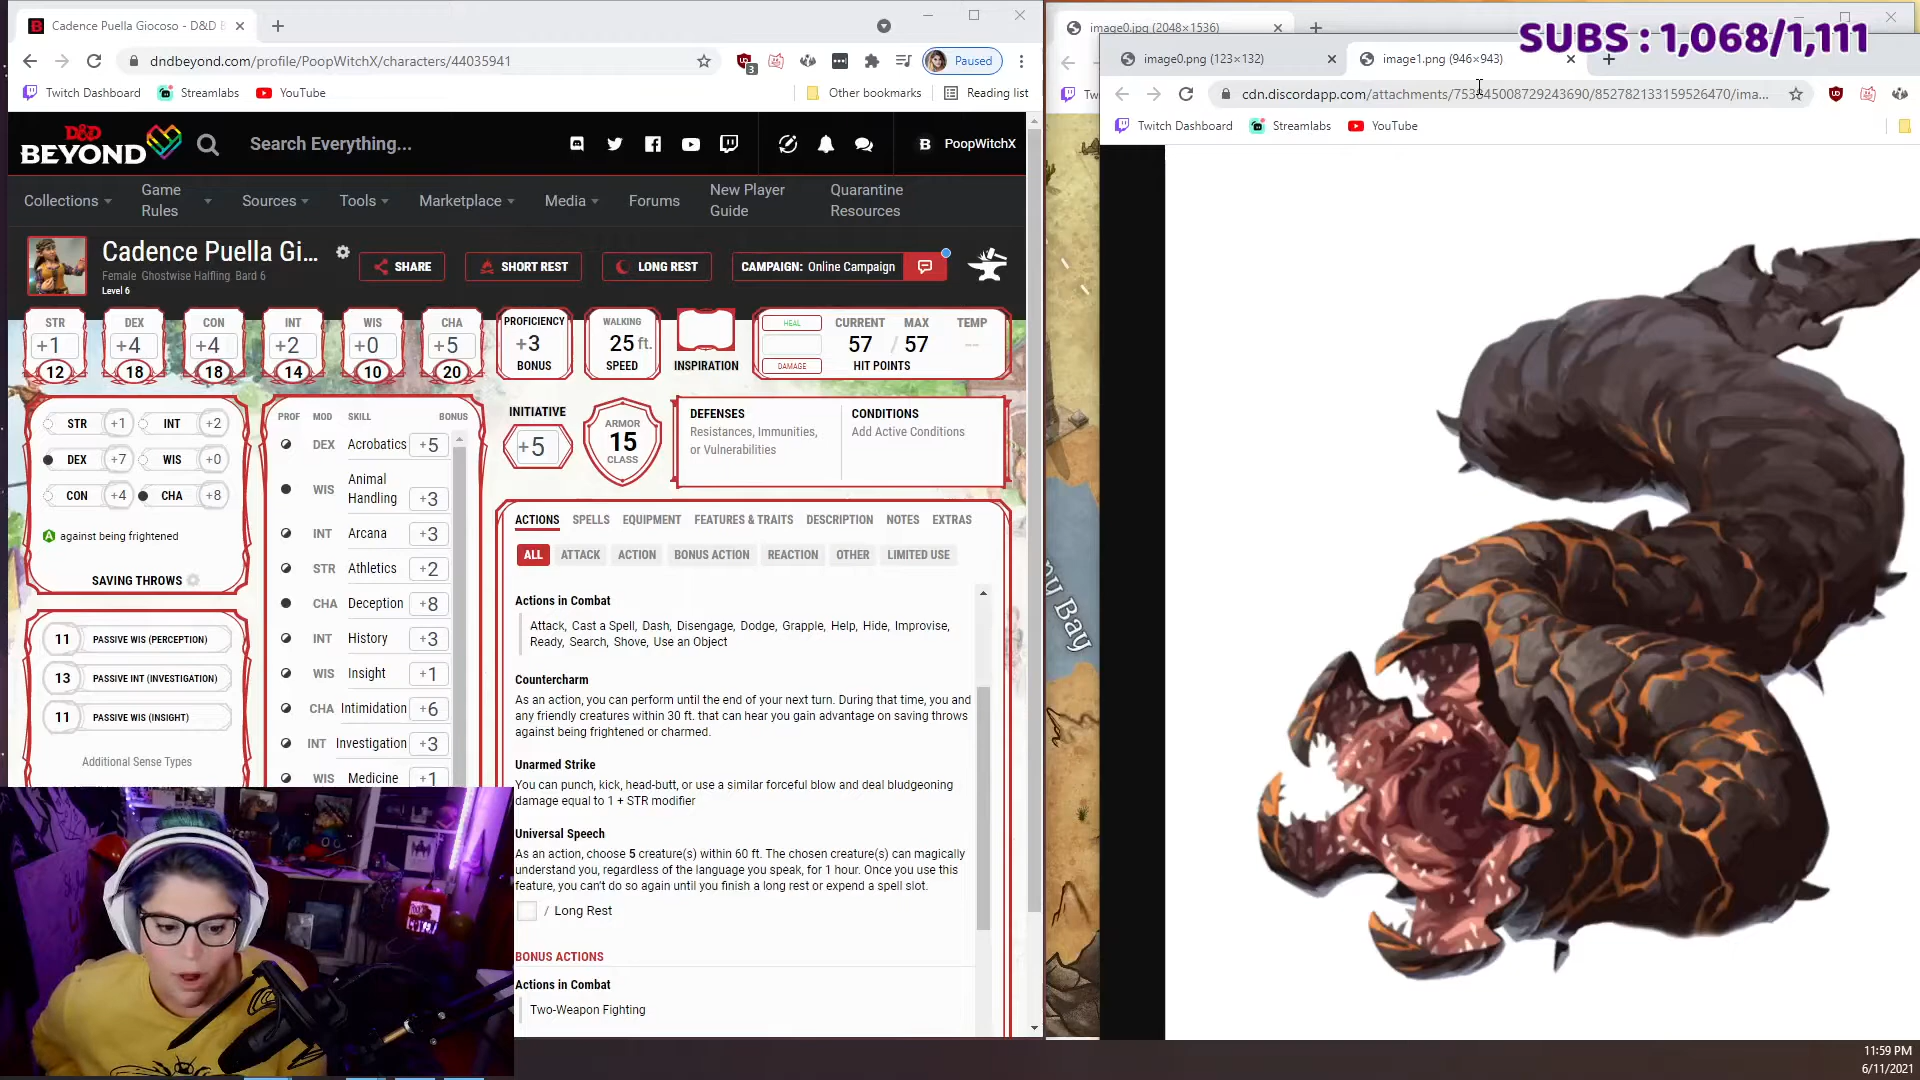 Cadence Puella Giocoso - D&D B
dndbeyond.com/profile/PoopWitchX/characters/44035941
3
Paused
Twitch Dashboard
Streamlabs
YouTube
Other bookmarks
Reading list
D&D
BEYOND
Search Everything...
PoopWitchX
Collections
Game Rules
Sources
Tools
Marketplace
Media
Forums
New Player Guide
Quarantine Resources
Cadence Puella Gi...
Female Ghostwise Halfling Bard 6
Level 6
SHARE
SHORT REST
LONG REST
CAMPAIGN: Online Campaign
STR +1 12
DEX +4 18
CON +4 18
INT +2 14
WIS +0 10
CHA +5 20
PROFICIENCY +3 BONUS
WALKING 25 ft. SPEED
INSPIRATION
HEAL
DAMAGE
CURRENT MAX TEMP
57 / 57 --
HIT POINTS
STR +1 INT +2
DEX +7 WIS +0
CON +4 CHA +8
A against being frightened
SAVING THROWS
11 PASSIVE WIS (PERCEPTION)
13 PASSIVE INT (INVESTIGATION)
11 PASSIVE WIS (INSIGHT)
Additional Sense Types
PROF MOD SKILL BONUS
DEX Acrobatics +5
WIS Animal Handling +3
INT Arcana +3
STR Athletics +2
CHA Deception +8
INT History +3
WIS Insight +1
CHA Intimidation +6
INT Investigation +3
WIS Medicine +1
INITIATIVE
+5
ARMOR
15
CLASS
DEFENSES
Resistances, Immunities,
or Vulnerabilities
CONDITIONS
Add Active Conditions
ACTIONS SPELLS EQUIPMENT FEATURES & TRAITS DESCRIPTION NOTES EXTRAS
ALL ATTACK ACTION BONUS ACTION REACTION OTHER LIMITED USE
Actions in Combat
Attack, Cast a Spell, Dash, Disengage, Dodge, Grapple, Help, Hide, Improvise,
Ready, Search, Shove, Use an Object
Countercharm
As an action, you can perform until the end of your next turn. During that time, you and
any friendly creatures within 30 ft. that can hear you gain advantage on saving throws
against being frightened or charmed.
Unarmed Strike
You can punch, kick, head-butt, or use a similar forceful blow and deal bludgeoning
damage equal to 1 + STR modifier
Universal Speech
As an action, choose 5 creature(s) within 60 ft. The chosen creature(s) can magically
understand you, regardless of the language you speak, for 1 hour. Once you use this
feature, you can't do so again until you finish a long rest or expend a spell slot.
/ Long Rest
BONUS ACTIONS
Actions in Combat
Two-Weapon Fighting
image0.jpg (2048×1536)
SUBS : 1,068/1,111
image0.png (123×132)
image1.png (946×943)
Tw
Twitch Dashboard
Streamlabs
YouTube
ny Bay
11:59 PM
6/11/2021